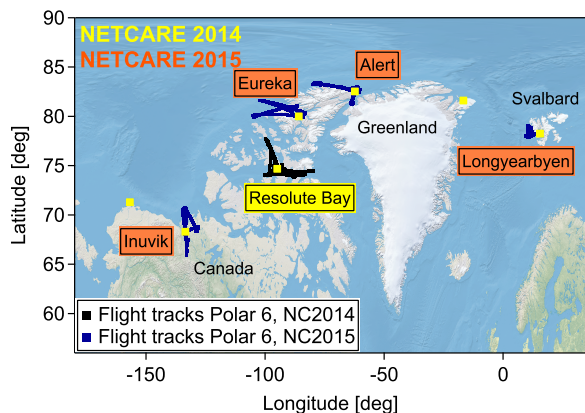 NETCARE 2014
NETCARE 2015
Alert
Eureka
Svalbard
Greenland
Longyearbyen
Resolute Bay
Inuvik
Canada
Flight tracks Polar 6, NC2014
Flight tracks Polar 6, NC2015
Latitude [deg]
90
85
80
75
70
65
60
-150
-100
-50
0
Longitude [deg]